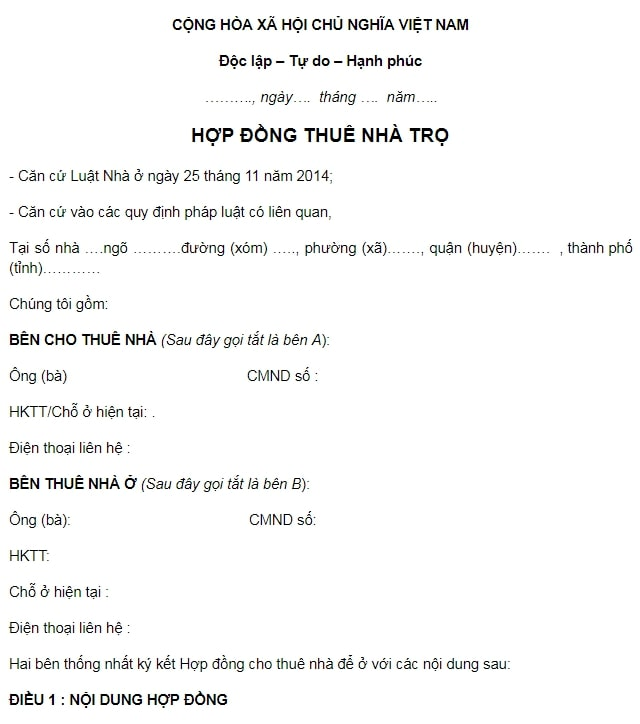 CỘNG HÒA XÃ HỘI CHỦ NGHĨA VIỆT NAM
Độc lập – Tự do – Hạnh phúc
………., ngày…. tháng …. năm…..
HỢP ĐỒNG THUÊ NHÀ TRỌ
- Căn cứ Luật Nhà ở ngày 25 tháng 11 năm 2014;
- Căn cứ vào các quy định pháp luật có liên quan,
Tại số nhà ….ngõ ……….đường (xóm) ….., phường (xã)……., quận (huyện)……. , thành phố
(tỉnh)…………
Chúng tôi gồm:
BÊN CHO THUÊ NHÀ (Sau đây gọi tắt là bên A):
Ông (bà) CMND số :
HKTT/Chỗ ở hiện tại: .
Điện thoại liên hệ :
BÊN THUÊ NHÀ Ở (Sau đây gọi tắt là bên B):
Ông (bà): CMND số:
HKTT:
Chỗ ở hiện tại :
Điện thoại liên hệ :
Hai bên thống nhất ký kết Hợp đồng cho thuê nhà để ở với các nội dung sau:
ĐIỀU 1 : NỘI DUNG HỢP ĐỒNG